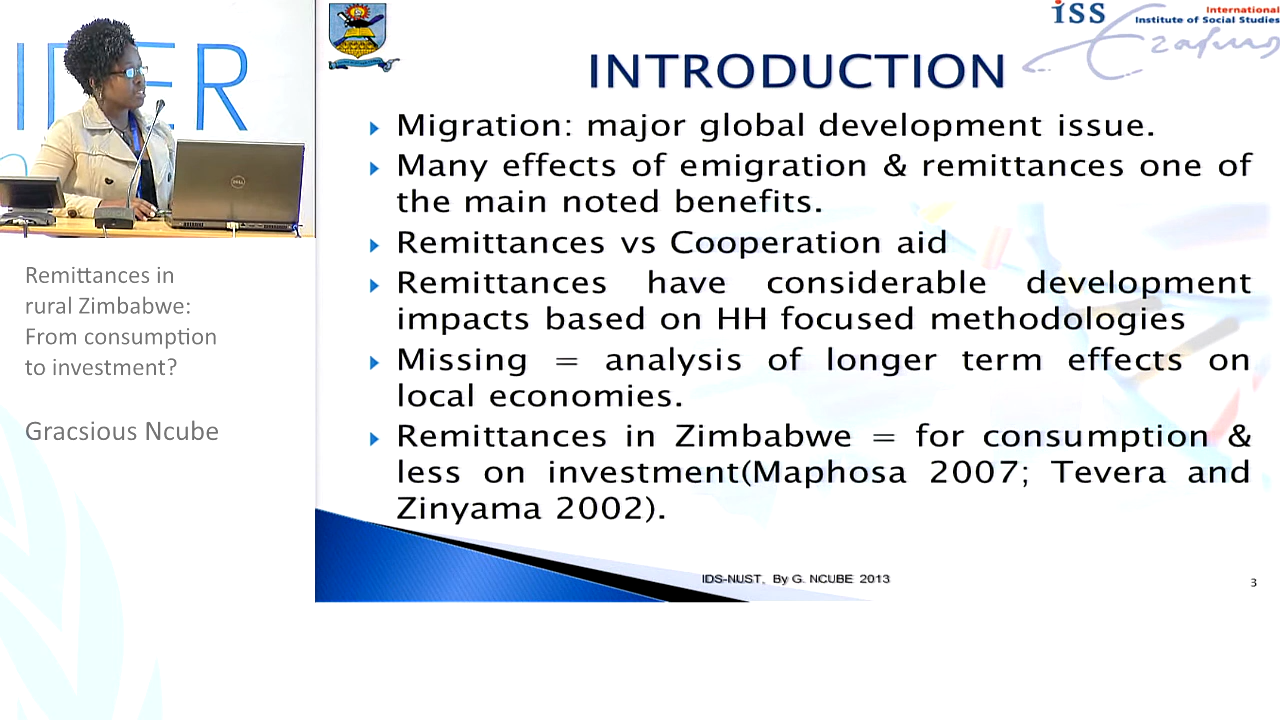 IDER
DELL
Remittances in
rural Zimbabwe:
From consumption
to investment?
Gracsious Ncube
iss
International
Institute of Social Studies
Erasmus
INTRODUCTION
Migration: major global development issue.
Many effects of emigration & remittances one of
the main noted benefits.
Remittances vs Cooperation aid
Remittances have considerable development
impacts based on HH focused methodologies
Missing = analysis of longer term effects on
local economies.
Remittances in Zimbabwe = for consumption &
less on investment(Maphosa 2007; Tevera and
Zinyama 2002).
IDS-NUST. By G. NCUBE 2013
3